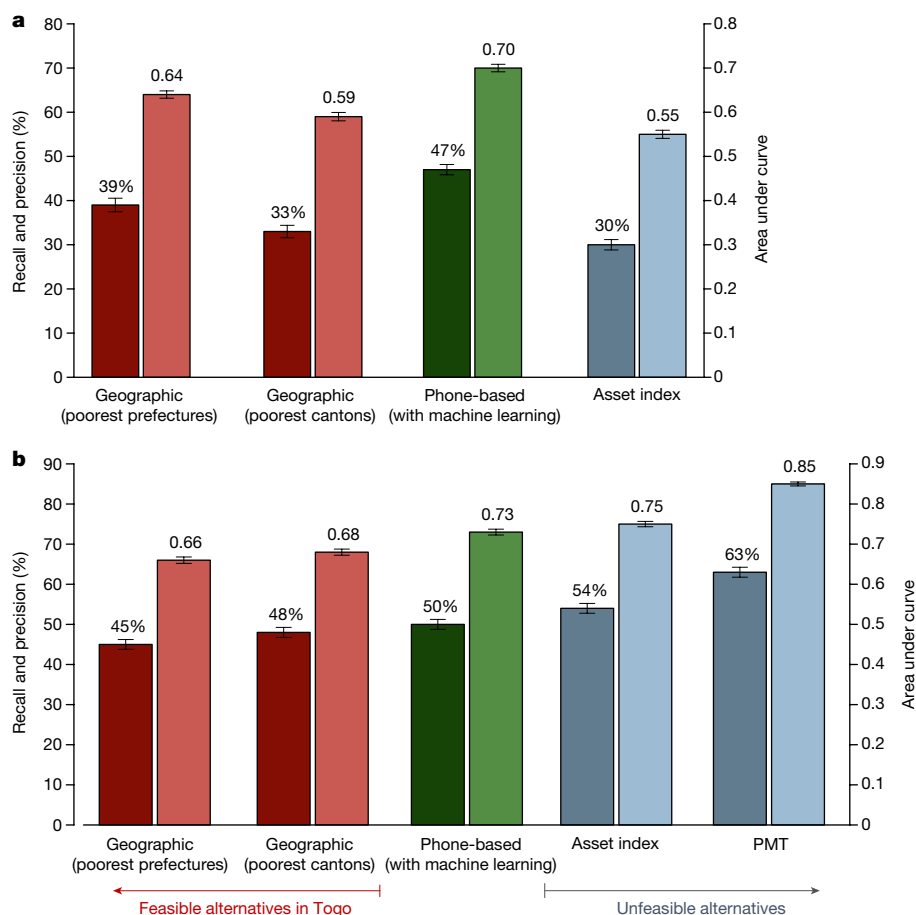 a
80
70
60
50
40
30
20
10
0
Recall and precision (%)
0.8
0.7
0.6
0.5
0.4
0.3
0.2
0.1
0
Area under curve
39%
0.64
33%
0.59
47%
0.70
30%
0.55
Geographic
(poorest prefectures)
Geographic
(poorest cantons)
Phone-based
(with machine learning)
Asset index
b
90
80
70
60
50
40
30
20
10
0
Recall and precision (%)
0.9
0.8
0.7
0.6
0.5
0.4
0.3
0.2
0.1
0
Area under curve
45%
0.66
48%
0.68
50%
0.73
54%
0.75
63%
0.85
Geographic
(poorest prefectures)
Geographic
(poorest cantons)
Phone-based
(with machine learning)
Asset index
PMT
Feasible alternatives in Togo
Unfeasible alternatives